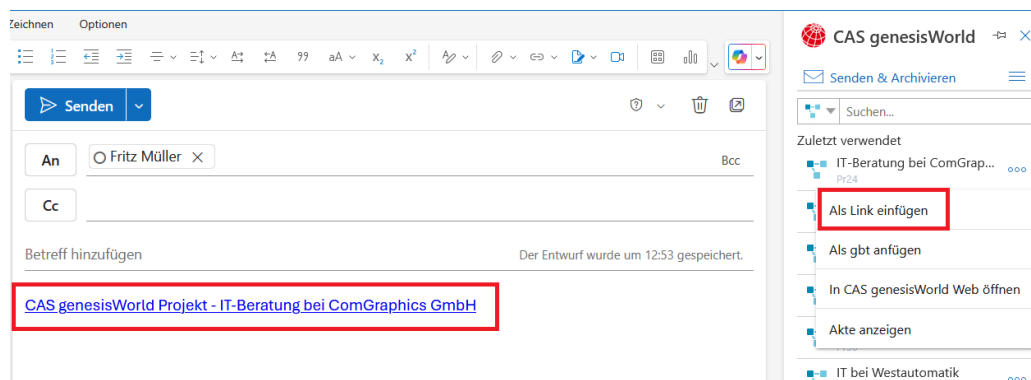 Zeichnen Optionen
Senden
An Fritz Müller Bcc
Cc
Betreff hinzufügen Der Entwurf wurde um 12:53 gespeichert.
CAS genesisWorld Projekt - IT-Beratung bei ComGraphics GmbH
CAS genesisWorld
Senden & Archivieren
Suchen...
Zuletzt verwendet
IT-Beratung bei ComGrap...
Pr24
Als Link einfügen
Als gbt anfügen
In CAS genesisWorld Web öffnen
Akte anzeigen
IT bei Westautomatik